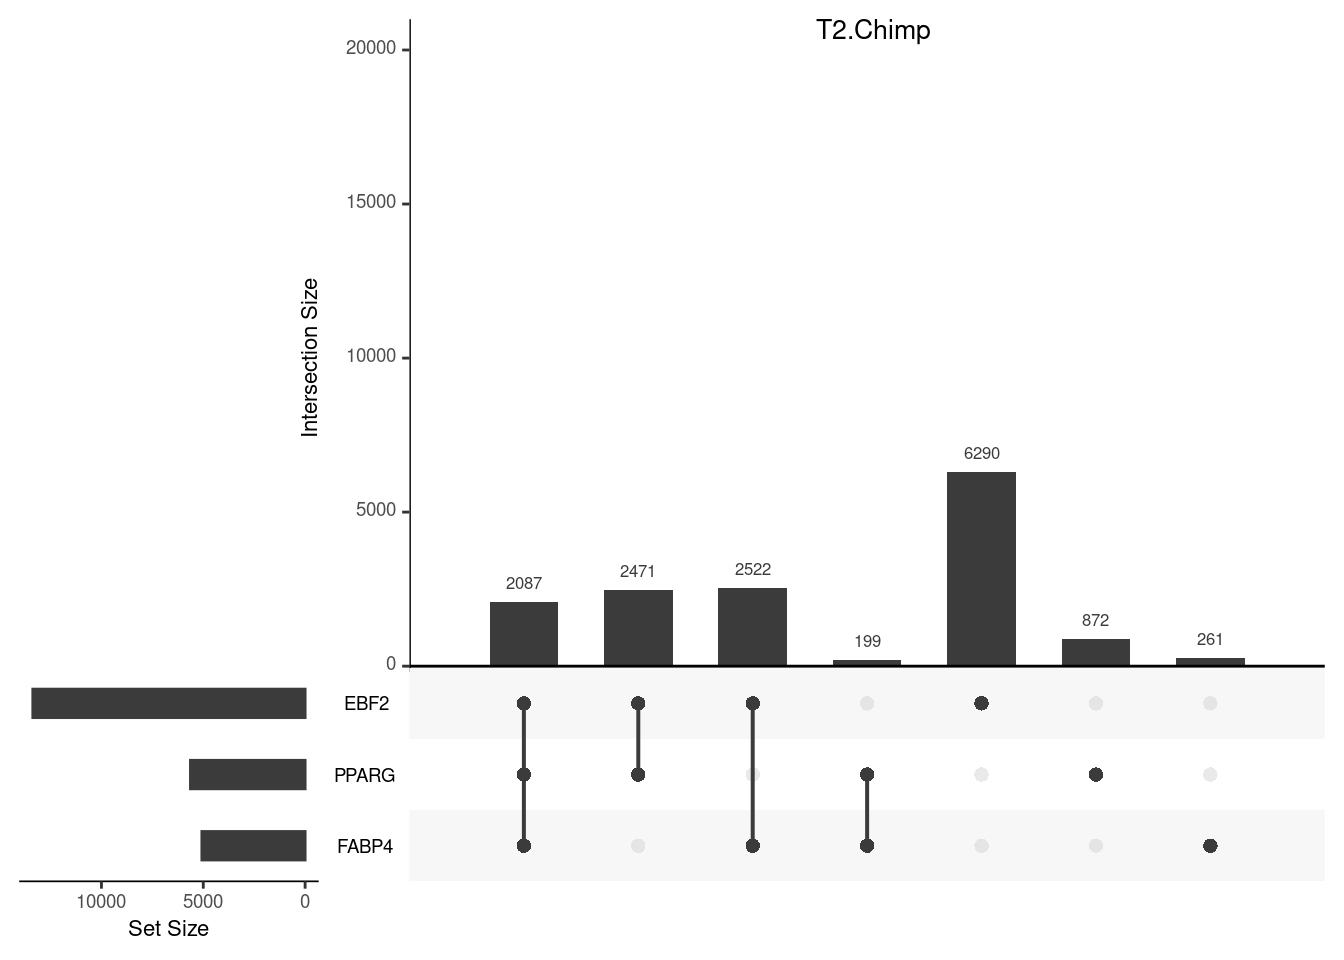 T2.Chimp
20000
15000
10000
5000
0
Intersection Size
6290
2087
2471
2522
199
872
261
EBF2
PPARG
FABP4
10000 5000 0
Set Size